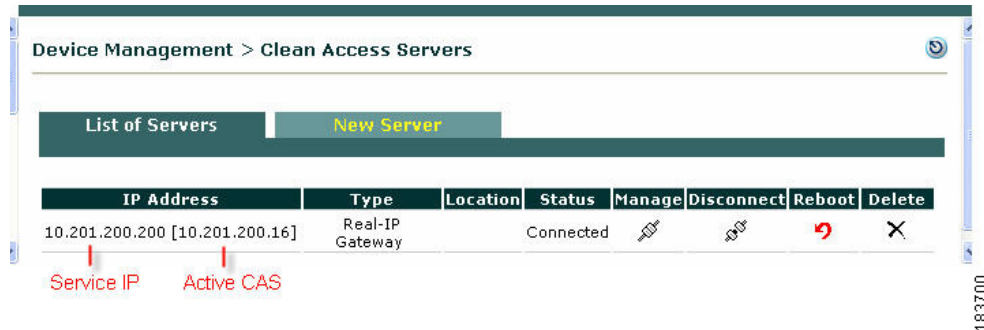 Device Management > Clean Access Servers
List of Servers New Server
IP Address Type Location Status Manage Disconnect Reboot Delete
10.201.200.200 [10.201.200.16] Real-IP Gateway Connected
Service IP Active CAS
183700